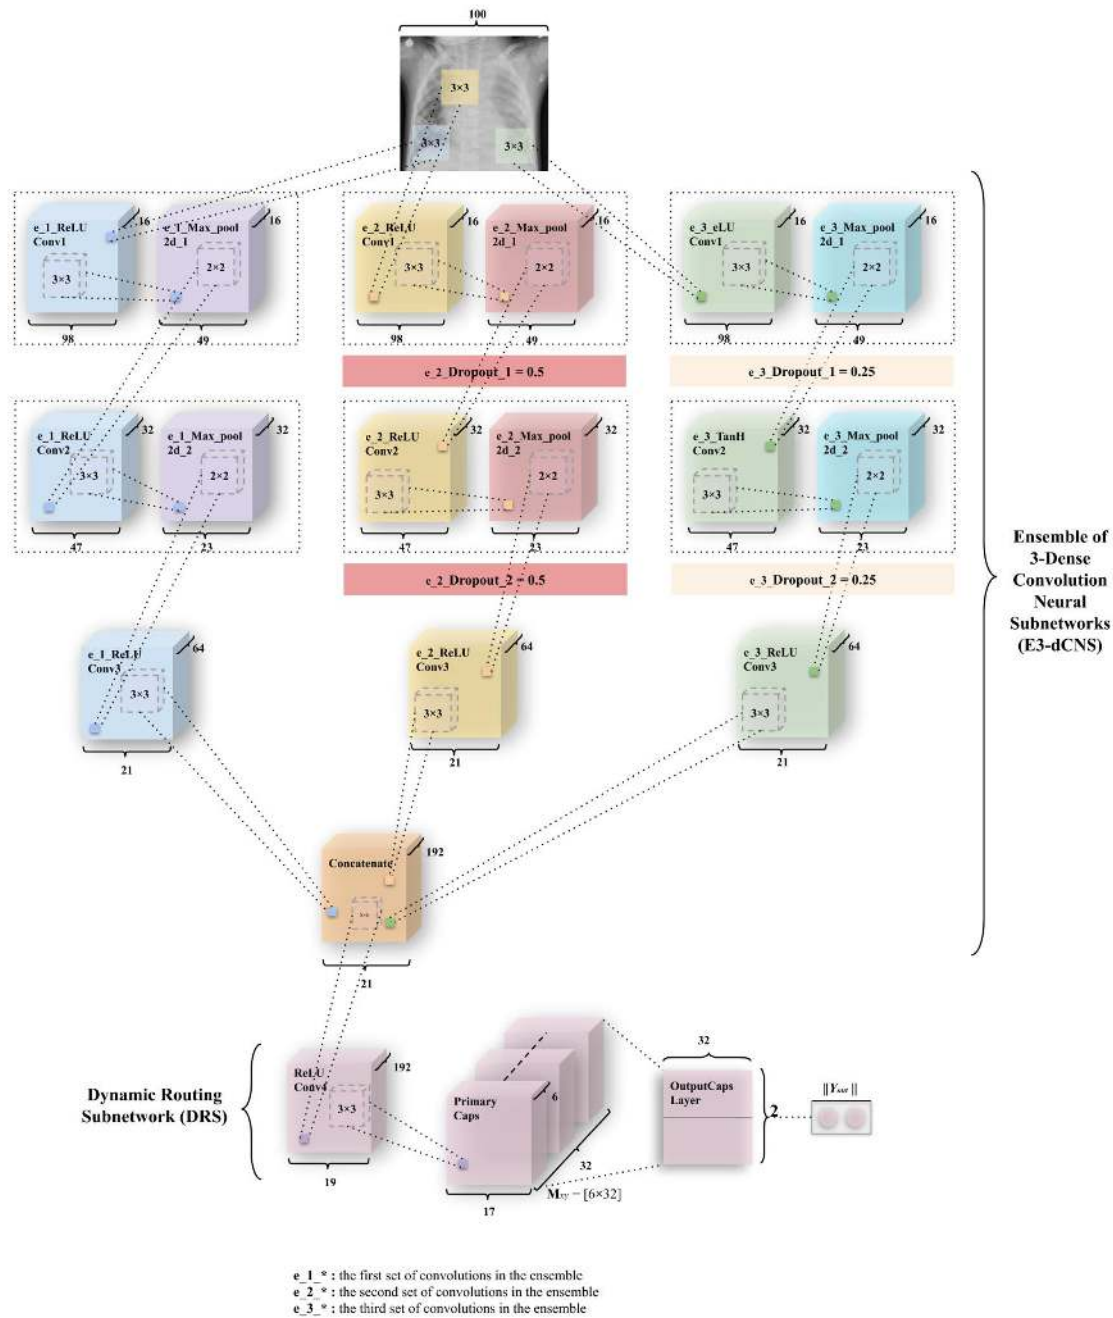 100
3×3
3×3
3×3
e_1_ReLU
Conv1
16
3×3
98
e_1_Max_pool
2d_1
16
2×2
49
e_2_ReLU
Conv1
16
3×3
98
e_2_Max_pool
2d_1
16
2×2
49
e_3_eLU
Conv1
16
3×3
98
e_3_Max_pool
2d_1
16
2×2
49
e_2_Dropout_1 = 0.5
e_3_Dropout_1 = 0.25
e_1_ReLU
Conv2
32
3×3
47
e_1_Max_pool
2d_2
32
2×2
23
e_2_ReLU
Conv2
32
3×3
47
e_2_Max_pool
2d_2
32
2×2
23
e_3_TanH
Conv2
32
3×3
47
e_3_Max_pool
2d_2
32
2×2
23
e_2_Dropout_2 = 0.5
e_3_Dropout_2 = 0.25
Ensemble of
3-Dense
Convolution
Neural
Subnetworks
(E3-dCNS)
e_1_ReLU
Conv3
64
3×3
21
e_2_ReLU
Conv3
64
3×3
21
e_3_ReLU
Conv3
64
3×3
21
Concatenate
192
21
Dynamic Routing
Subnetwork (DRS)
ReLU
Conv4
192
3×3
19
Primary
Caps
6
32
17
M_xy = [6×32]
32
OutputCaps
Layer
2
e_1_* : the first set of convolutions in the ensemble
e_2_* : the second set of convolutions in the ensemble
e_3_* : the third set of convolutions in the ensemble